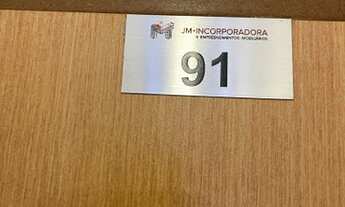 JM-INCORPORADORA
E EMPREENDIMENTOS IMOBILIÁRIOS
91